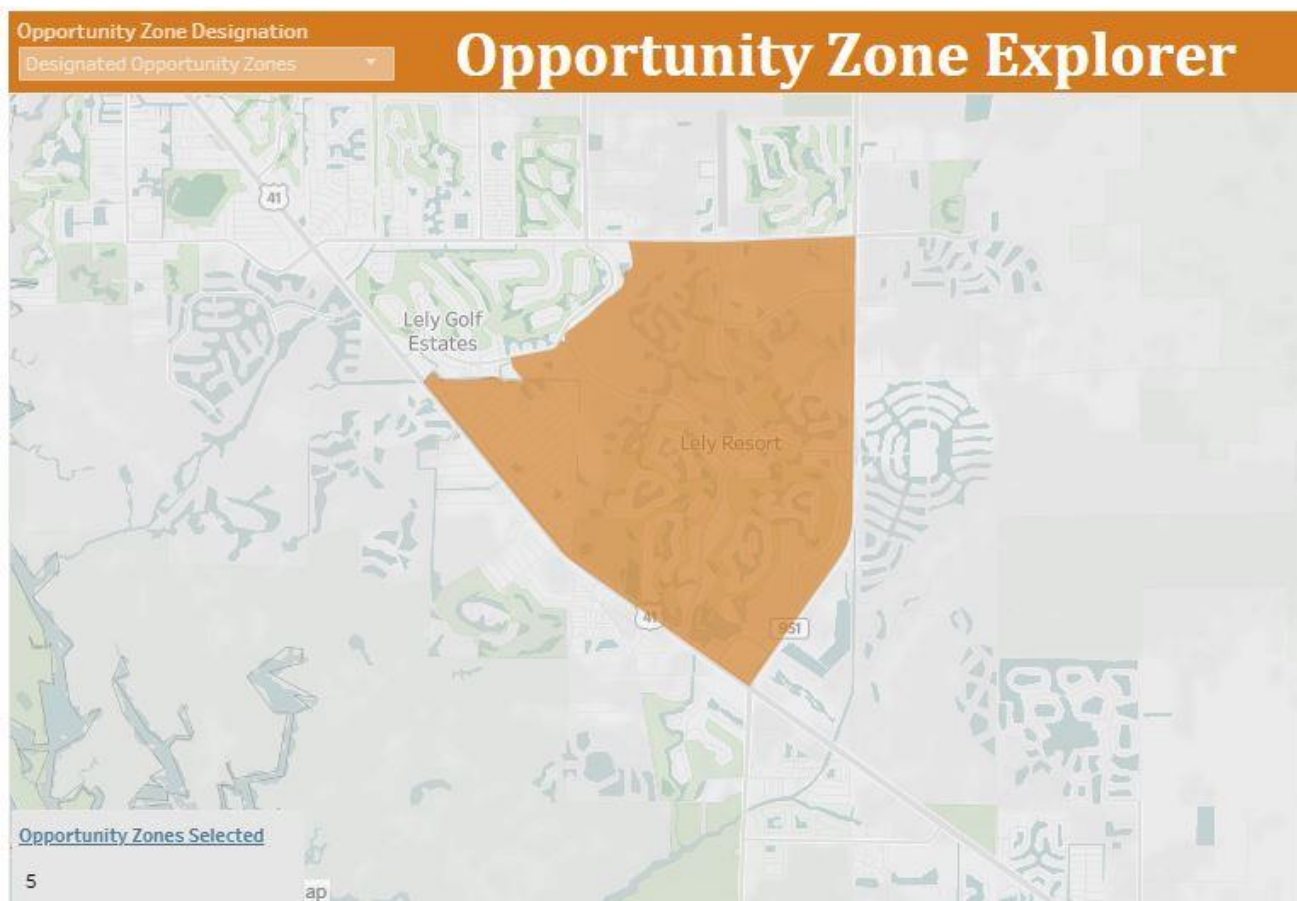 Opportunity Zone Designation
Designated Opportunity Zones
Opportunity Zone Explorer
41
Lely Golf
Estates
Lely Resort
41
951
Opportunity Zones Selected
5
ap